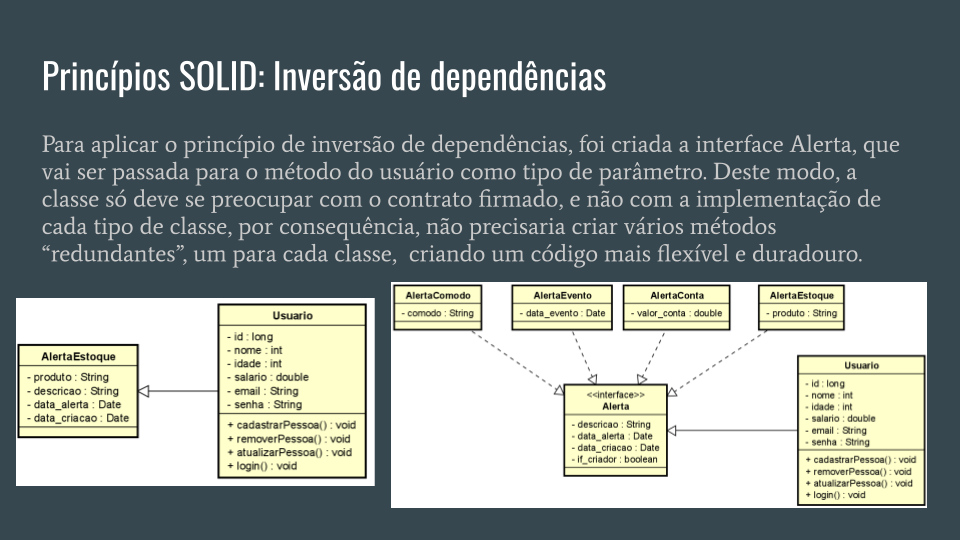 Princípios SOLID: Inversão de dependências
Para aplicar o princípio de inversão de dependências, foi criada a interface Alerta, que
vai ser passada para o método do usuário como tipo de parâmetro. Deste modo, a
classe só deve se preocupar com o contrato firmado, e não com a implementação de
cada tipo de classe, por consequência, não precisaria criar vários métodos
“redundantes”, um para cada classe,  criando um código mais flexível e duradouro.
AlertaEstoque
- produto : String
- descricao : String
- data_alerta : Date
- data_criacao : Date
Usuario
- id : long
- nome : int
- idade : int
- salario : double
- email : String
- senha : String
+ cadastrarPessoa() : void
+ removerPessoa() : void
+ atualizarPessoa() : void
+ login() : void
AlertaComodo
- comodo : String
AlertaEvento
- data_evento : Date
AlertaConta
- valor_conta : double
AlertaEstoque
- produto : String
<<interface>>
Alerta
- descricao : String
- data_alerta : Date
- data_criacao : Date
- if_criador : boolean
Usuario
- id : long
- nome : int
- idade : int
- salario : double
- email : String
- senha : String
+ cadastrarPessoa() : void
+ removerPessoa() : void
+ atualizarPessoa() : void
+ login() : void